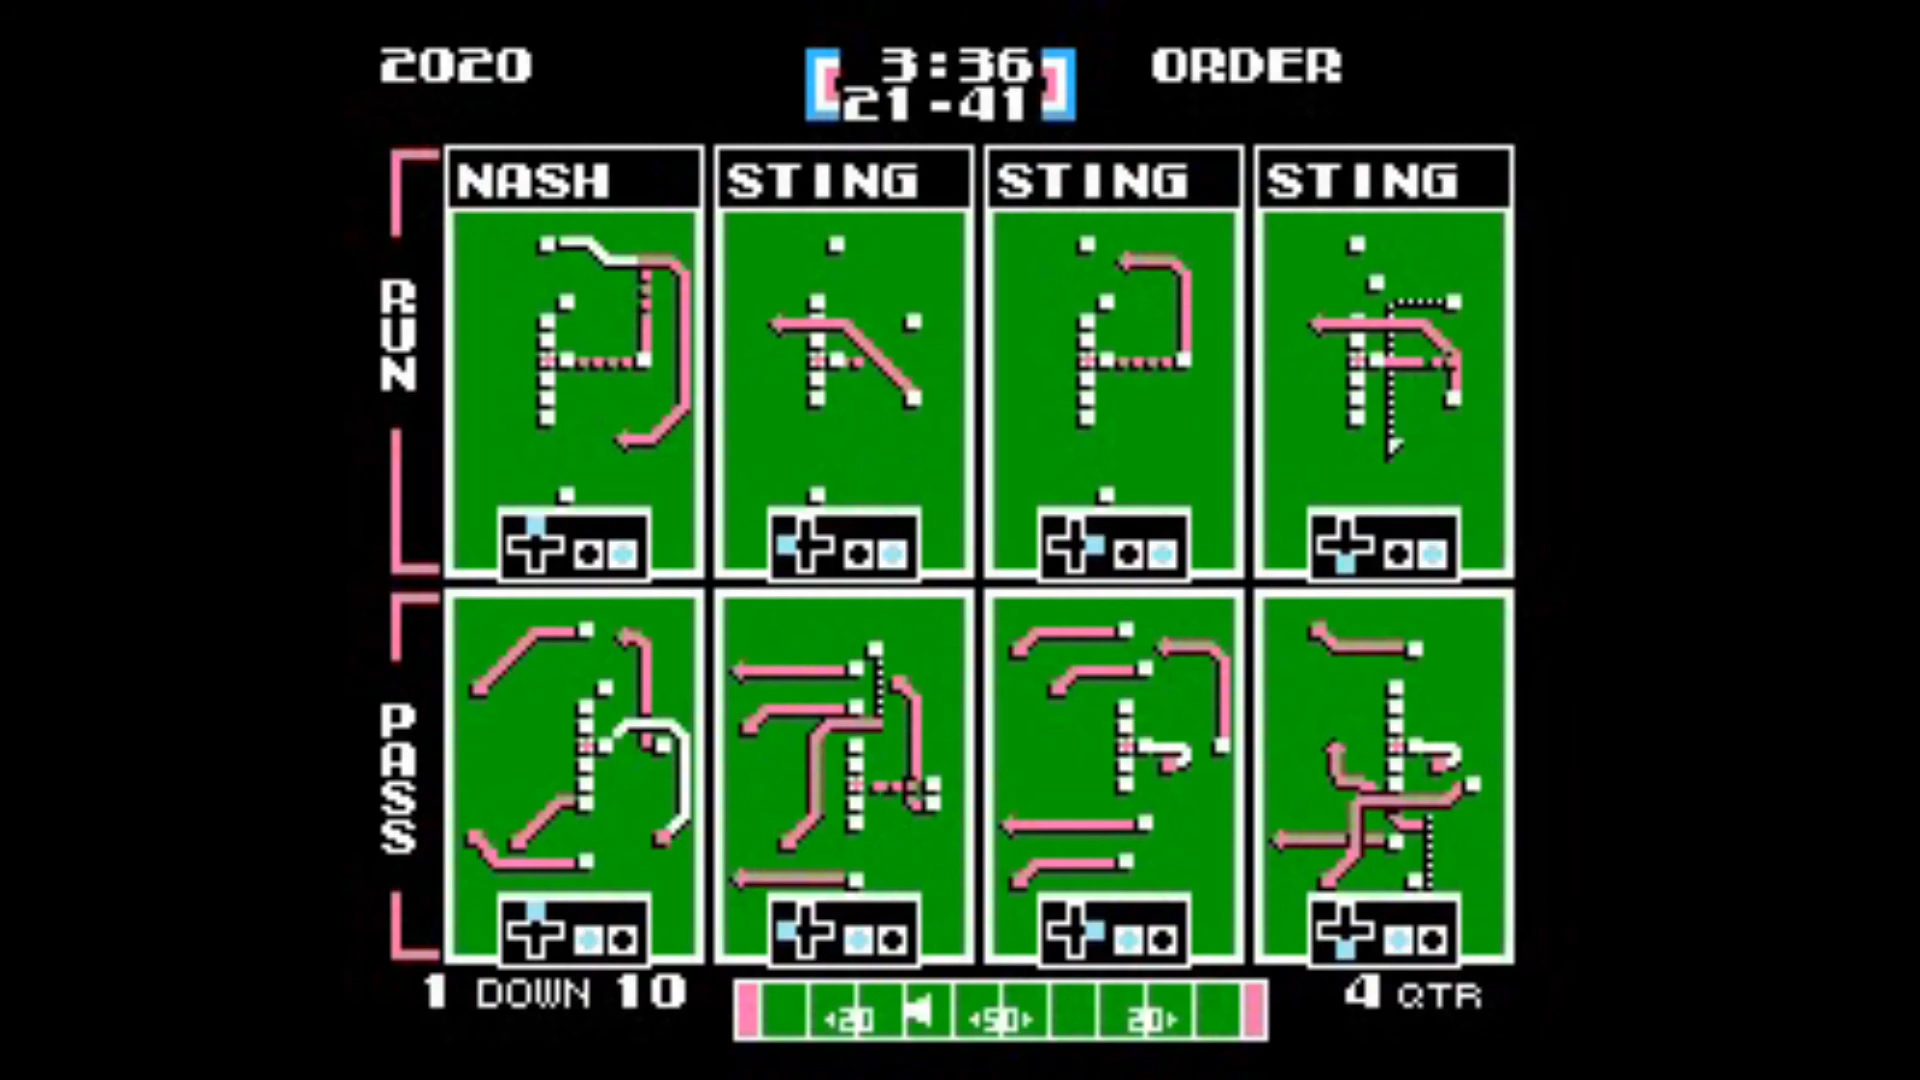 2020
3:36
ORDER
21-41
NASH
STING
STING
STING
RUN
PASS
1 DOWN 10
20
50
20
4 QTR